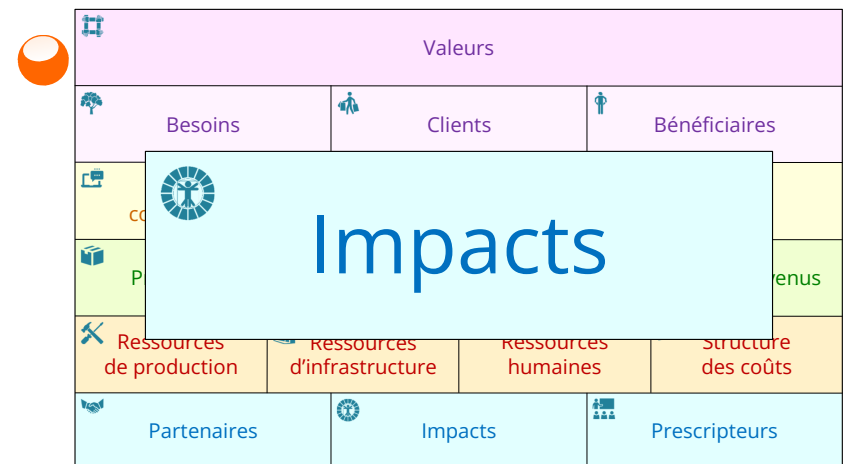 Valeurs
Besoins
Clients
Bénéficiaires
Impacts
Ressources
de production
Ressources
d’infrastructure
Ressources
humaines
Structure
des coûts
Partenaires
Impacts
Prescripteurs